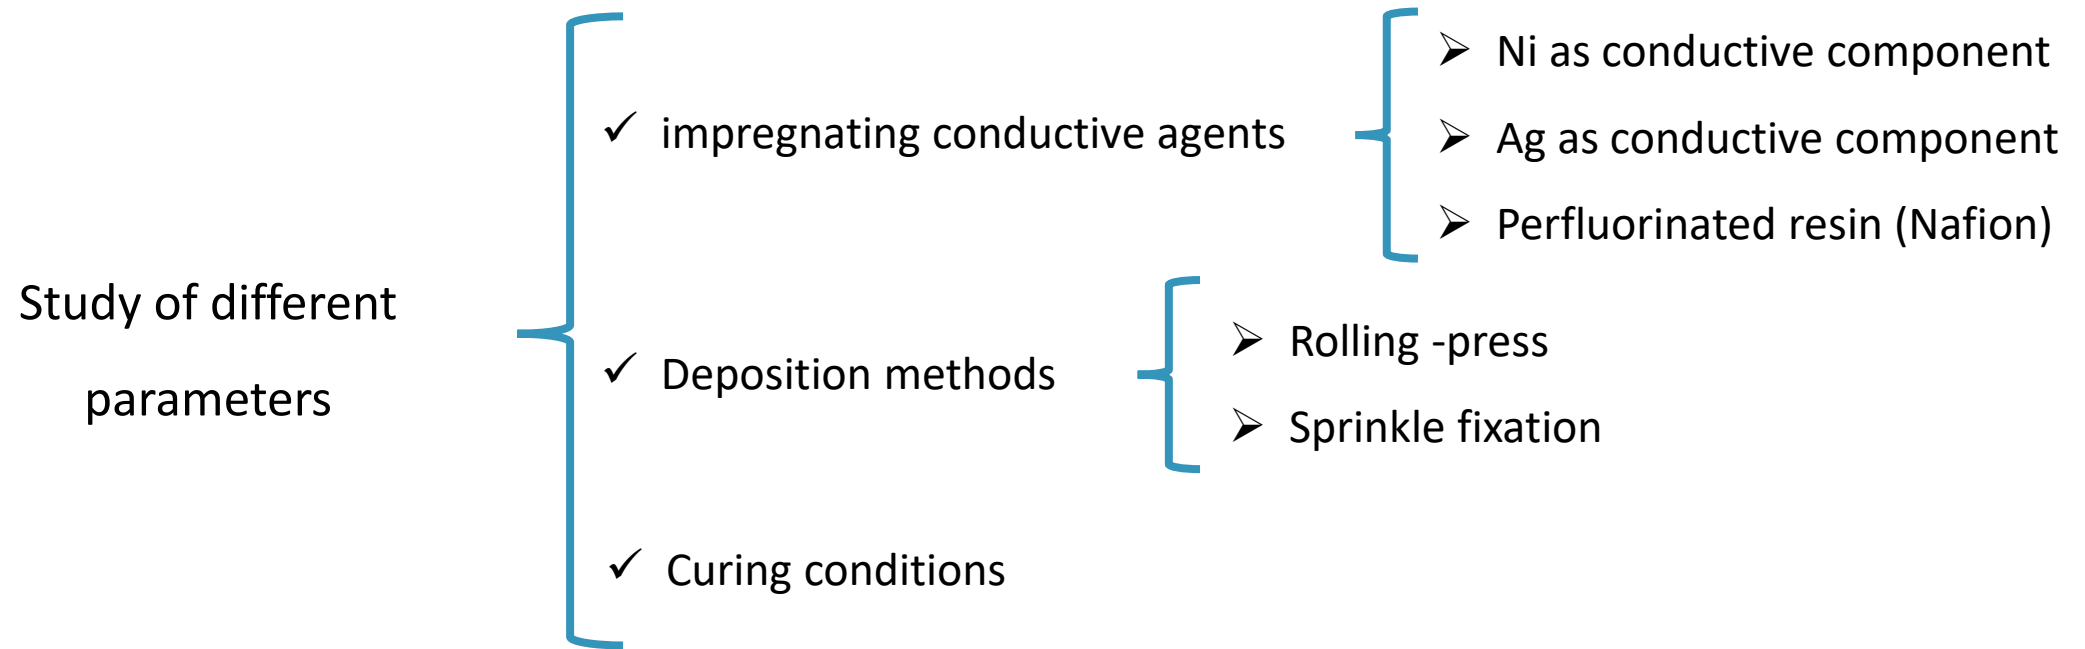 Study of different
parameters
✓ impregnating conductive agents
➢ Ni as conductive component
➢ Ag as conductive component
➢ Perfluorinated resin (Nafion)
✓ Deposition methods
➢ Rolling -press
➢ Sprinkle fixation
✓ Curing conditions